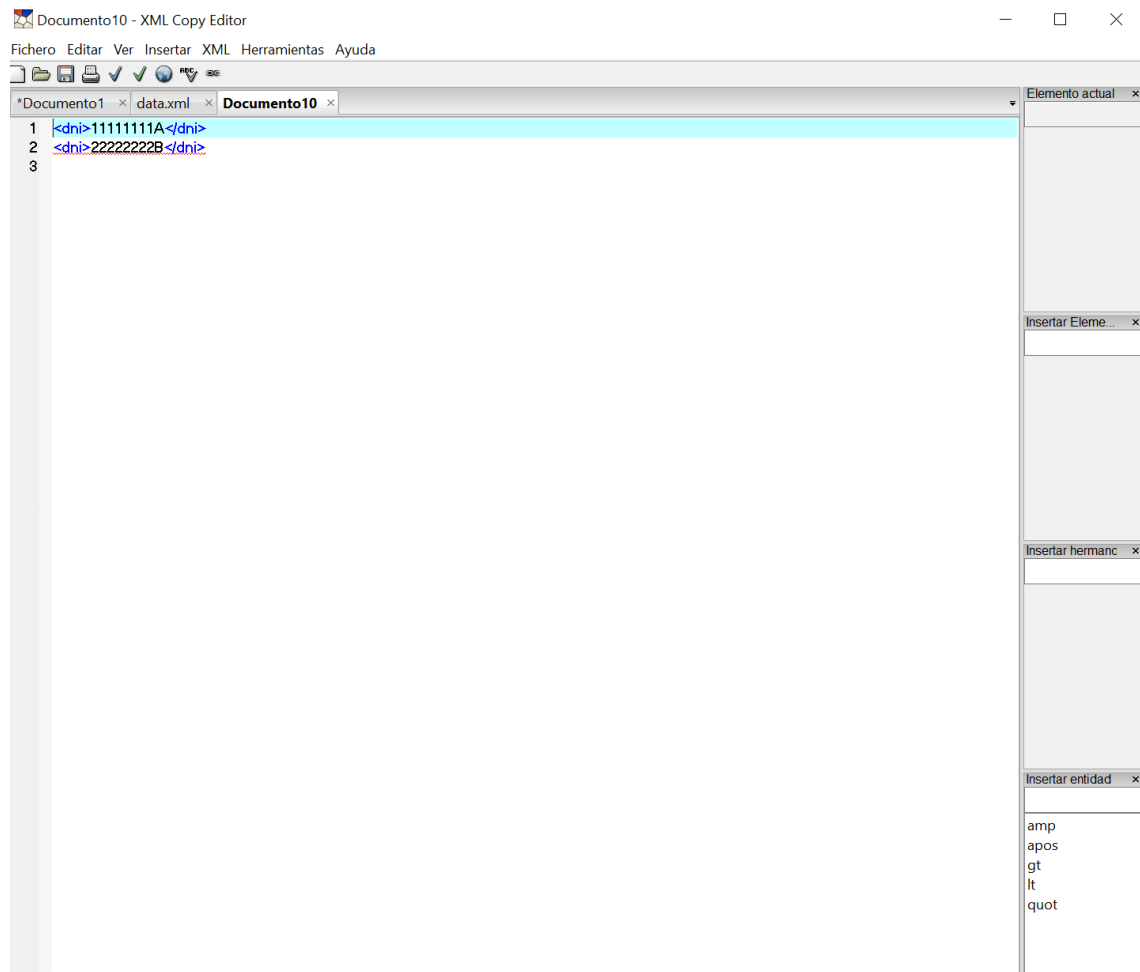 Documento10 - XML Copy Editor
Fichero Editar Ver Insertar XML Herramientas Ayuda
ABC
*Documento1 × data.xml × Documento10 ×
1 <dni>11111111A</dni>
2 <dni>22222222B</dni>
3
Elemento actual ×
Insertar Eleme... ×
Insertar hermanc ×
Insertar entidad ×
amp
apos
gt
lt
quot